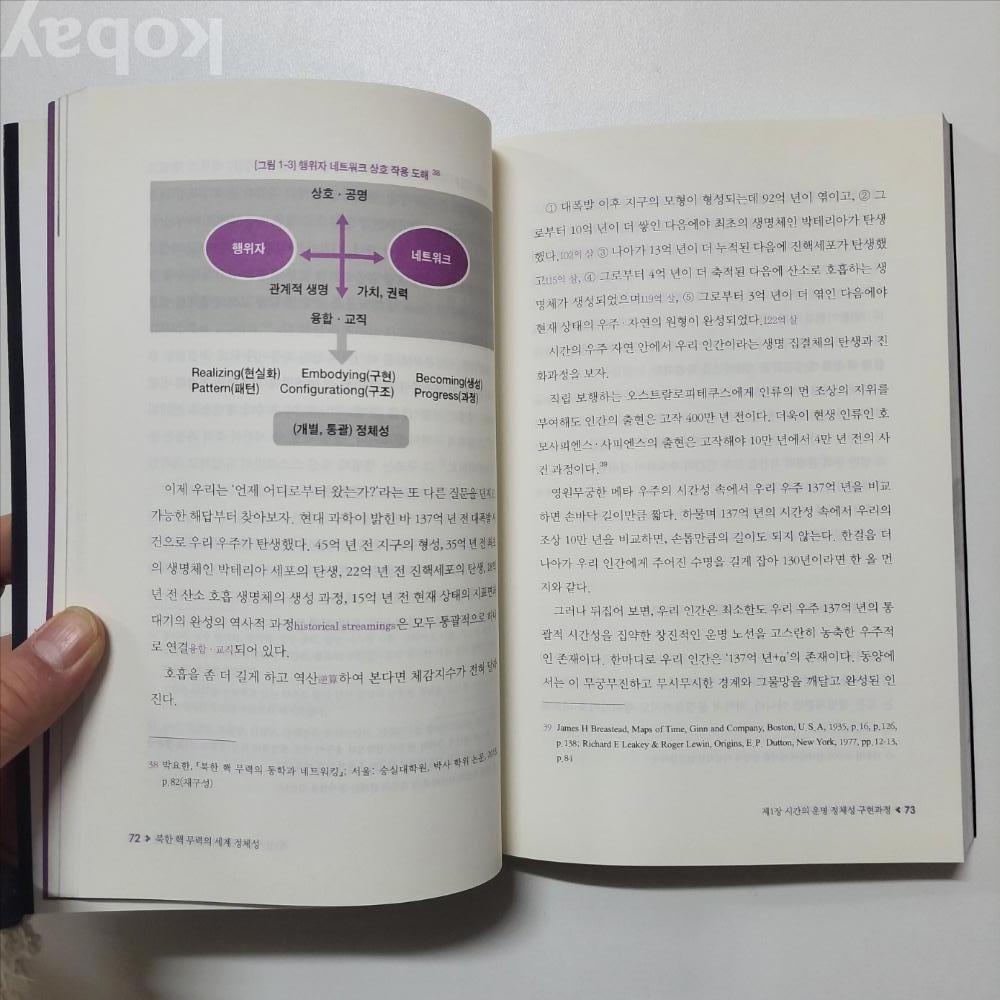 kobay
[그림 1-3] 행위자 네트워크 상호 작용 도해 38
상호 · 공명
행위자
네트워크
관계적 생명
가치, 권력
융합 · 교직
Realizing(현실화) Embodying(구현) Becoming(생성)
Pattern(패턴) Configurationg(구조) Progress(과정)
(개별, 통괄) 정체성
이제 우리는 ‘언제 어디로부터 왔는가?’라는 또 다른 질문을 던지고
가능한 해답부터 찾아보자. 현대 과학이 밝힌 바 137억 년 전 대폭발 사
건으로 우리 우주가 탄생했다. 45억 년 전 지구의 형성, 35억 년 전 최초
의 생명체인 박테리아 세포의 탄생, 22억 년 전 진핵세포의 탄생, 18억
년 전 산소 호흡 생명체의 생성 과정, 15억 년 전 현재 상태의 지표면과
대기의 완성의 역사적 과정historical streamings은 모두 통괄적으로 하나
로 연결융합 · 교직되어 있다.
호흡을 좀 더 길게 하고 역산逆算하여 본다면 체감지수가 전혀 달라
진다.
38 박요한, 「북한 핵 무력의 동학과 네트워킹」; 서울: 숭실대학원, 박사 학위 논문, 2015.
p.82(재구성)
72 > 북한 핵 무력의 세계 정체성
① 대폭발 이후 지구의 모형이 형성되는데 92억 년이 엮이고, ② 그
로부터 10억 년이 더 쌓인 다음에야 최초의 생명체인 박테리아가 탄생
했다.102억 살 ③ 나아가 13억 년이 더 누적된 다음에 진핵세포가 탄생했
고115억 살, ④ 그로부터 4억 년이 더 축적된 다음에 산소로 호흡하는 생
명체가 생성되었으며119억 살, ⑤ 그로부터 3억 년이 더 엮인 다음에야
현재 상태의 우주 · 자연의 원형이 완성되었다.122억 살
시간의 우주 자연 안에서 우리 인간이라는 생명 집결체의 탄생과 진
화과정을 보자.
직립 보행하는 오스트랄로피테쿠스에게 인류의 먼 조상의 지위를
부여해도 인간의 출현은 고작 400만 년 전이다. 더욱이 현생 인류인 호
모사피엔스·사피엔스의 출현은 고작해야 10만 년에서 4만 년 전의 사
건 과정이다.39
영원무궁한 메타 우주의 시간성 속에서 우리 우주 137억 년을 비교
하면 손바닥 길이만큼 짧다. 하물며 137억 년의 시간성 속에서 우리의
조상 10만 년을 비교하면, 손톱만큼의 길이도 되지 않는다. 한걸음 더
나아가 우리 인간에게 주어진 수명을 길게 잡아 130년이라면 한 올 먼
지와 같다.
그러나 뒤집어 보면, 우리 인간은 최소한도 우리 우주 137억 년의 통
괄적 시간성을 집약한 창진적인 운명 노선을 고스란히 농축한 우주적
인 존재이다. 한마디로 우리 인간은 ‘137억 년+α’의 존재이다. 동양에
서는 이 무궁무진하고 무시무시한 경계와 그물망을 깨달고 완성된 인
39 James H Breastead, Maps of Time, Ginn and Company, Boston, U. S. A, 1935, p.16, p.126,
p.138; Richard E Leakey & Roger Lewin, Origins, E. P. Dutton, New York, 1977, pp,12-13,
p.84
제1장 시간의 운명 정체성 구현과정 < 73